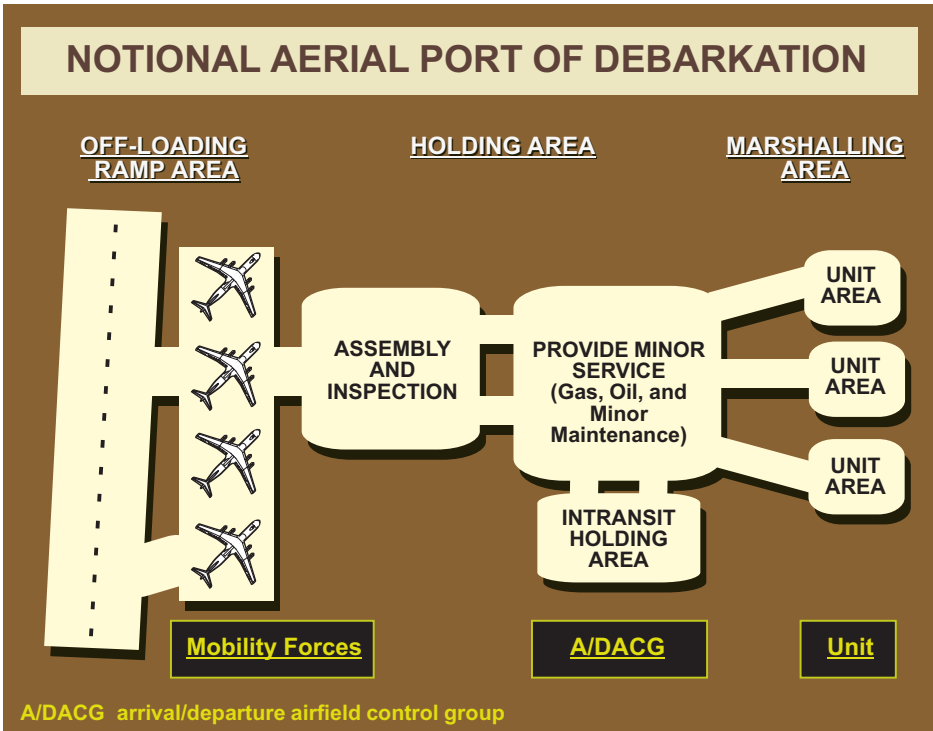 NOTIONAL AERIAL PORT OF DEBARKATION
OFF-LOADING
RAMP AREA
HOLDING AREA
MARSHALLING
AREA
ASSEMBLY
AND
INSPECTION
PROVIDE MINOR
SERVICE
(Gas, Oil, and
Minor
Maintenance)
INTRANSIT
HOLDING
AREA
UNIT
AREA
UNIT
AREA
UNIT
AREA
Mobility Forces
A/DACG
Unit
A/DACG arrival/departure airfield control group